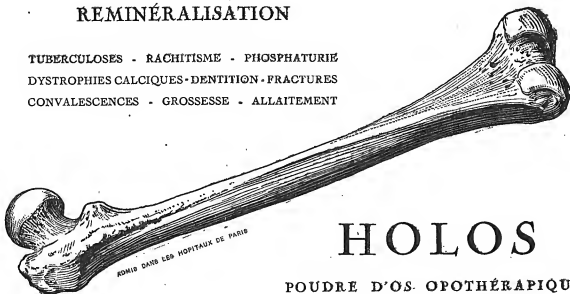 REMINÉRALISATION
TUBERCULOSES - RACHITISME - PHOSPHATURIE
DYSTROPHIES CALCIQUES - DENTITION - FRACTURES
CONVALESCENCES - GROSSESSE - ALLAITEMENT
ADMIS DANS LES HOPITAUX DE PARIS
HOLOS
POUDRE D'OS OPOTHÉRAPIQU